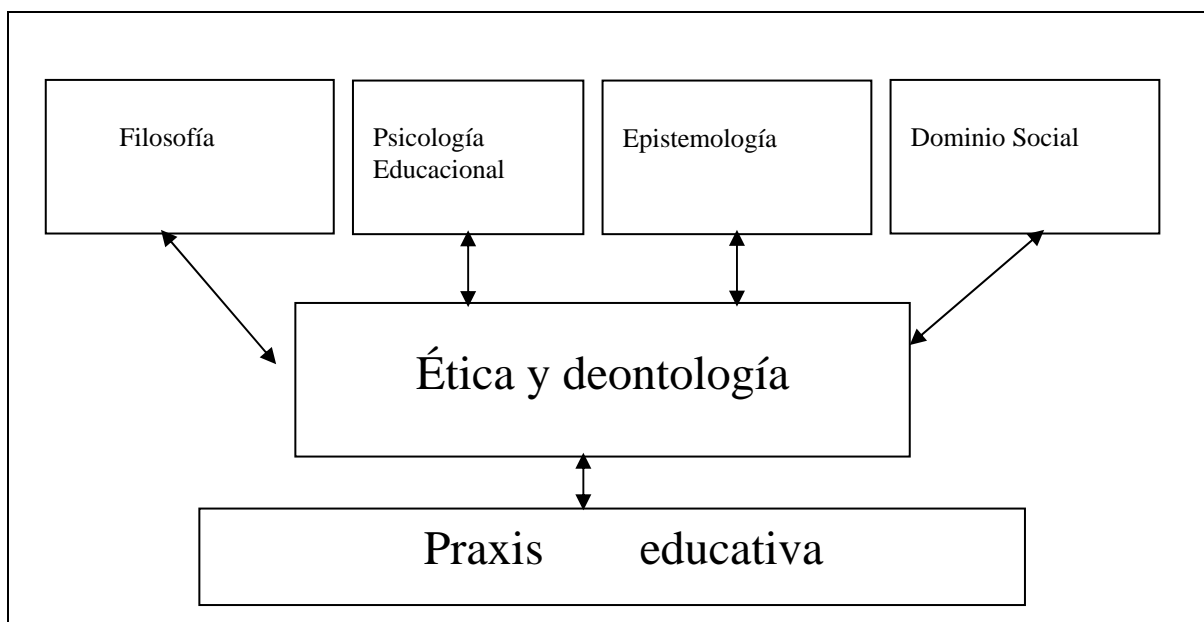 Filosofía
Psicología
Educacional
Epistemología
Dominio Social
Ética y deontología
Praxis educativa